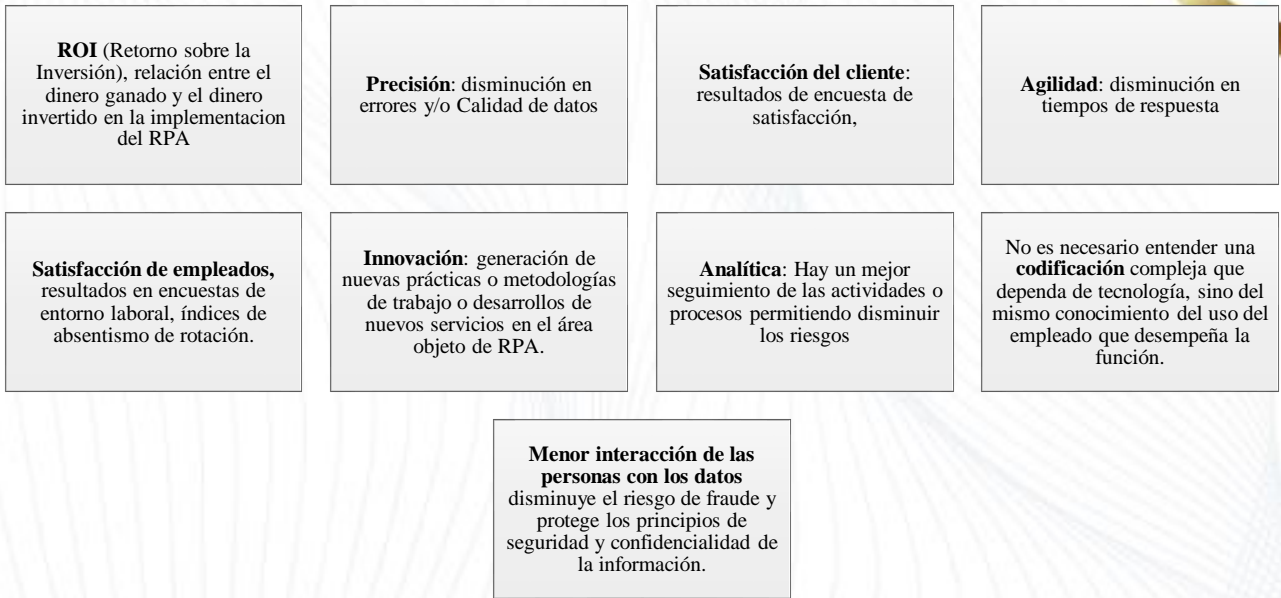 ROI (Retorno sobre la
Inversión), relación entre el
dinero ganado y el dinero
invertido en la implementacion
del RPA
Precisión: disminución en
errores y/o Calidad de datos
Satisfacción del cliente:
resultados de encuesta de
satisfacción,
Agilidad: disminución en
tiempos de respuesta
Satisfacción de empleados,
resultados en encuestas de
entorno laboral, índices de
absentismo de rotación.
Innovación: generación de
nuevas prácticas o metodologías
de trabajo o desarrollos de
nuevos servicios en el área
objeto de RPA.
Analítica: Hay un mejor
seguimiento de las actividades o
procesos permitiendo disminuir
los riesgos
No es necesario entender una
codificación compleja que
dependa de tecnología, sino del
mismo conocimiento del uso del
empleado que desempeña la
función.
Menor interacción de las
personas con los datos
disminuye el riesgo de fraude y
protege los principios de
seguridad y confidencialidad de
la información.